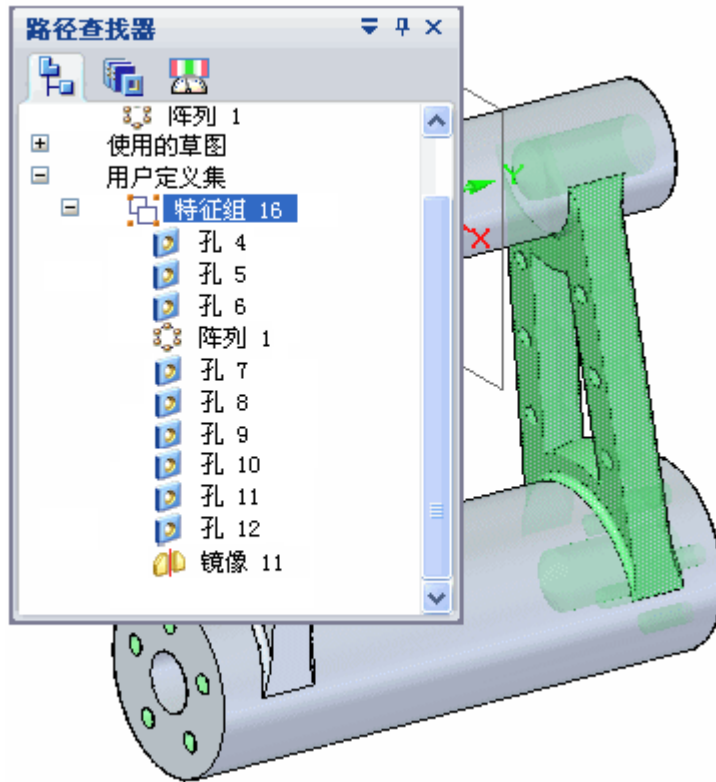 路径查找器
阵列 1
使用的草图
用户定义集
特征组 16
孔 4
孔 5
孔 6
阵列 1
孔 7
孔 8
孔 9
孔 10
孔 11
孔 12
镜像 11
Y
X